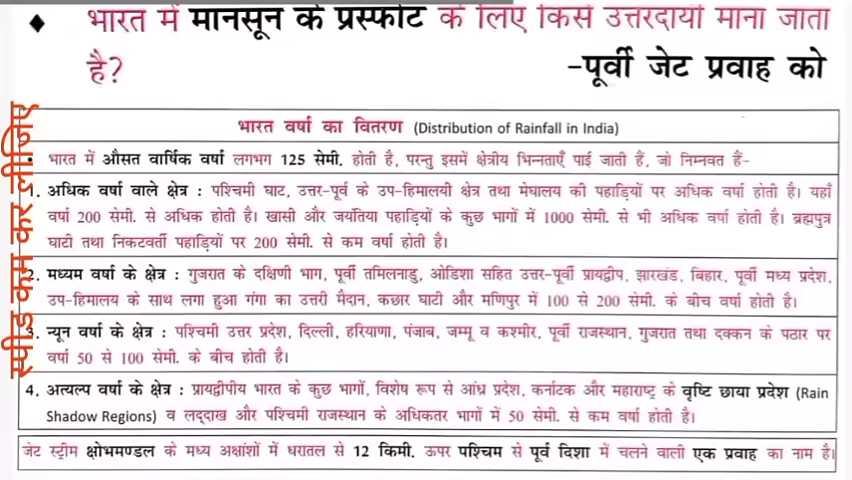 भारत में मानसून के प्रस्फोट के लिए किसे उत्तरदायी माना जाता
है?
-पूर्वी जेट प्रवाह को
भारत वर्षा का वितरण (Distribution of Rainfall in India)
• भारत में औसत वार्षिक वर्षा लगभग 125 सेमी. होती है, परन्तु इसमें क्षेत्रीय भिन्नताएँ पाई जाती हैं, जो निम्नवत हैं-
1. अधिक वर्षा वाले क्षेत्र : पश्चिमी घाट, उत्तर-पूर्व के उप-हिमालयी क्षेत्र तथा मेघालय की पहाड़ियों पर अधिक वर्षा होती है। यहाँ
वर्षा 200 सेमी. से अधिक होती है। खासी और जयंतिया पहाड़ियों के कुछ भागों में 1000 सेमी. से भी अधिक वर्षा होती है। ब्रह्मपुत्र
घाटी तथा निकटवर्ती पहाड़ियों पर 200 सेमी. से कम वर्षा होती है।
2. मध्यम वर्षा के क्षेत्र : गुजरात के दक्षिणी भाग, पूर्वी तमिलनाडु, ओडिशा सहित उत्तर-पूर्वी प्रायद्वीप, झारखंड, बिहार, पूर्वी मध्य प्रदेश,
उप-हिमालय के साथ लगा हुआ गंगा का उत्तरी मैदान, कछार घाटी और मणिपुर में 100 से 200 सेमी. के बीच वर्षा होती है।
3. न्यून वर्षा के क्षेत्र : पश्चिमी उत्तर प्रदेश, दिल्ली, हरियाणा, पंजाब, जम्मू व कश्मीर, पूर्वी राजस्थान, गुजरात तथा दक्कन के पठार पर
वर्षा 50 से 100 सेमी. के बीच होती है।
4. अत्यल्प वर्षा के क्षेत्र : प्रायद्वीपीय भारत के कुछ भागों, विशेष रूप से आंध्र प्रदेश, कर्नाटक और महाराष्ट्र के वृष्टि छाया प्रदेश (Rain
Shadow Regions) व लद्दाख और पश्चिमी राजस्थान के अधिकतर भागों में 50 सेमी. से कम वर्षा होती है।
जेट स्ट्रीम क्षोभमण्डल के मध्य अक्षांशों में धरातल से 12 किमी. ऊपर पश्चिम से पूर्व दिशा में चलने वाली एक प्रवाह का नाम है।
स्पीड कम कर लीजिए